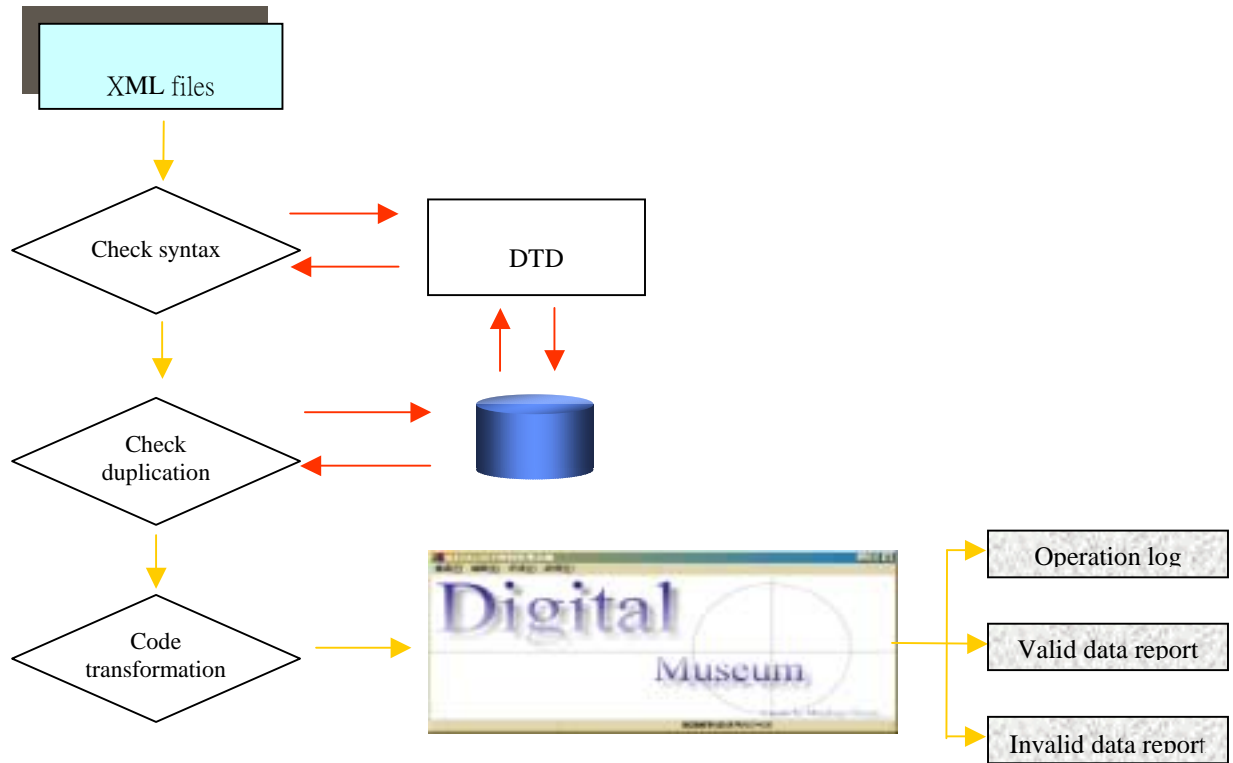 XML files
Check syntax
DTD
Check
duplication
Code
transformation
Digital
Museum
Operation log
Valid data report
Invalid data report